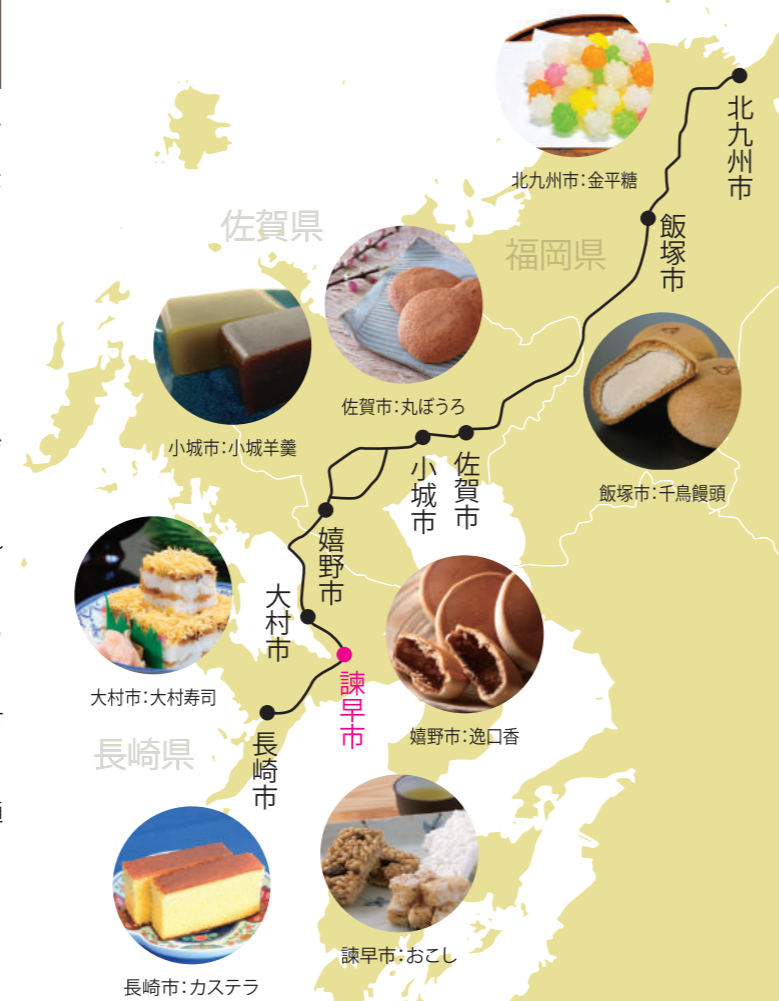 北九州市:金平糖
北九州市
佐賀県
福岡県
飯塚市
佐賀市:丸ぼうろ
小城市:小城羊羹
小城市
佐賀市
飯塚市:千鳥饅頭
嬉野市
大村市
大村市:大村寿司
諫早市
嬉野市:逸口香
長崎県
長崎市
諫早市:おこし
長崎市:カステラ